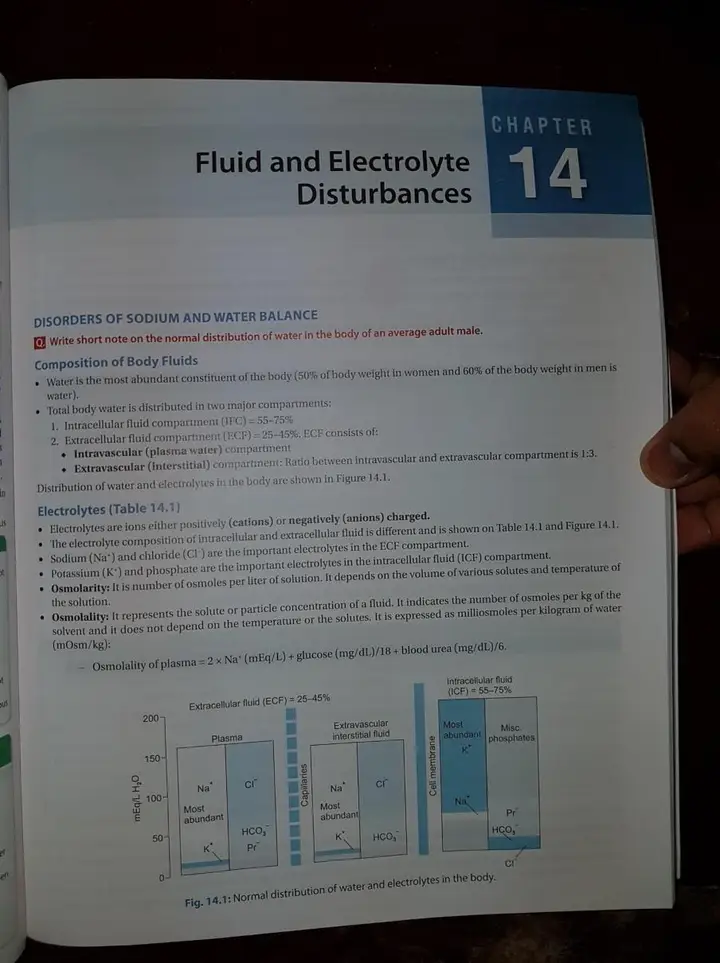 CHAPTER
14
Fluid and Electrolyte
Disturbances
DISORDERS OF SODIUM AND WATER BALANCE
Q. Write short note on the normal distribution of water in the body of an average adult male.
Composition of Body Fluids
• Water is the most abundant constituent of the body (50% of body weight in women and 60% of the body weight in men is
water).
• Total body water is distributed in two major compartments:
1. Intracellular fluid compartment (IFC) = 55–75%
2. Extracellular fluid compartment (ECF) = 25–45%. ECF consists of:
◆ Intravascular (plasma water) compartment
◆ Extravascular (Interstitial) compartment: Ratio between intravascular and extravascular compartment is 1:3.
Distribution of water and electrolytes in the body are shown in Figure 14.1.
Electrolytes (Table 14.1)
• Electrolytes are ions either positively (cations) or negatively (anions) charged.
• The electrolyte composition of intracellular and extracellular fluid is different and is shown on Table 14.1 and Figure 14.1.
• Sodium (Na⁺) and chloride (Cl⁻) are the important electrolytes in the ECF compartment.
• Potassium (K⁺) and phosphate are the important electrolytes in the intracellular fluid (ICF) compartment.
• Osmolarity: It is number of osmoles per liter of solution. It depends on the volume of various solutes and temperature of
the solution.
• Osmolality: It represents the solute or particle concentration of a fluid. It indicates the number of osmoles per kg of the
solvent and it does not depend on the temperature or the solutes. It is expressed as milliosmoles per kilogram of water
(mOsm/kg):
– Osmolality of plasma = 2 × Na⁺ (mEq/L) + glucose (mg/dL)/18 + blood urea (mg/dL)/6.
Extracellular fluid (ECF) = 25–45%
Intracellular fluid
(ICF) = 55–75%
mEq/L H₂O
200
150
100
50
0
Plasma
Na⁺
Most
abundant
K⁺
Cl⁻
HCO₃⁻
Pr⁻
Capillaries
Extravascular
interstitial fluid
Na⁺
Most
abundant
K⁺
Cl⁻
HCO₃⁻
Cell membrane
Most
abundant
K⁺
Na⁺
Misc.
phosphates
Pr⁻
HCO₃⁻
Cl⁻
Fig. 14.1: Normal distribution of water and electrolytes in the body.